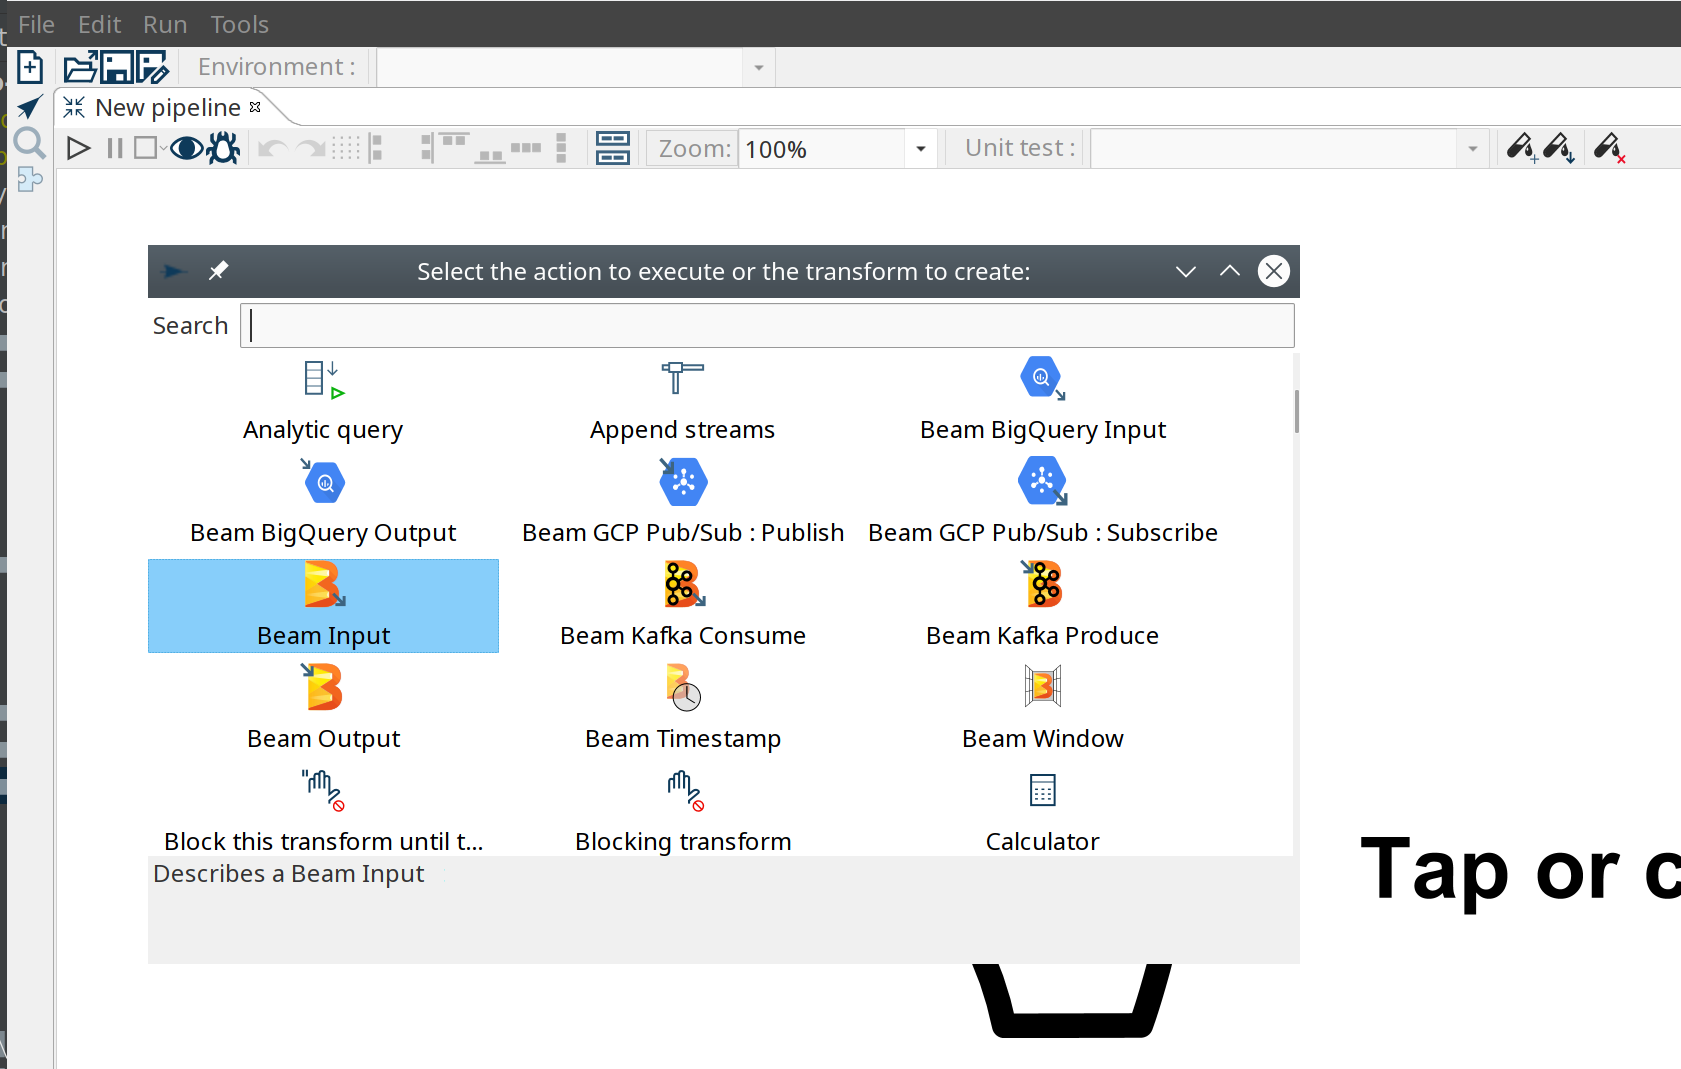 File Edit Run Tools
Environment :
New pipeline
Zoom: 100% Unit test :
Select the action to execute or the transform to create:
Search
Analytic query Append streams Beam BigQuery Input
Beam BigQuery Output Beam GCP Pub/Sub : Publish Beam GCP Pub/Sub : Subscribe
Beam Input Beam Kafka Consume Beam Kafka Produce
Beam Output Beam Timestamp Beam Window
Block this transform until t... Blocking transform Calculator
Describes a Beam Input
Tap or c